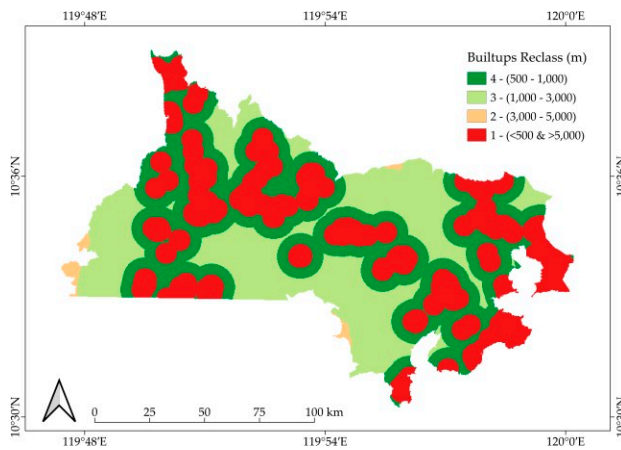 119°48'E 119°54'E 120°0'E
Builtups Reclass (m)
4 - (500 - 1,000)
3 - (1,000 - 3,000)
2 - (3,000 - 5,000)
1 - (<500 & >5,000)
10°36'N 10°36'N
10°30'N 10°30'N
0 25 50 75 100 km
119°48'E 119°54'E 120°0'E